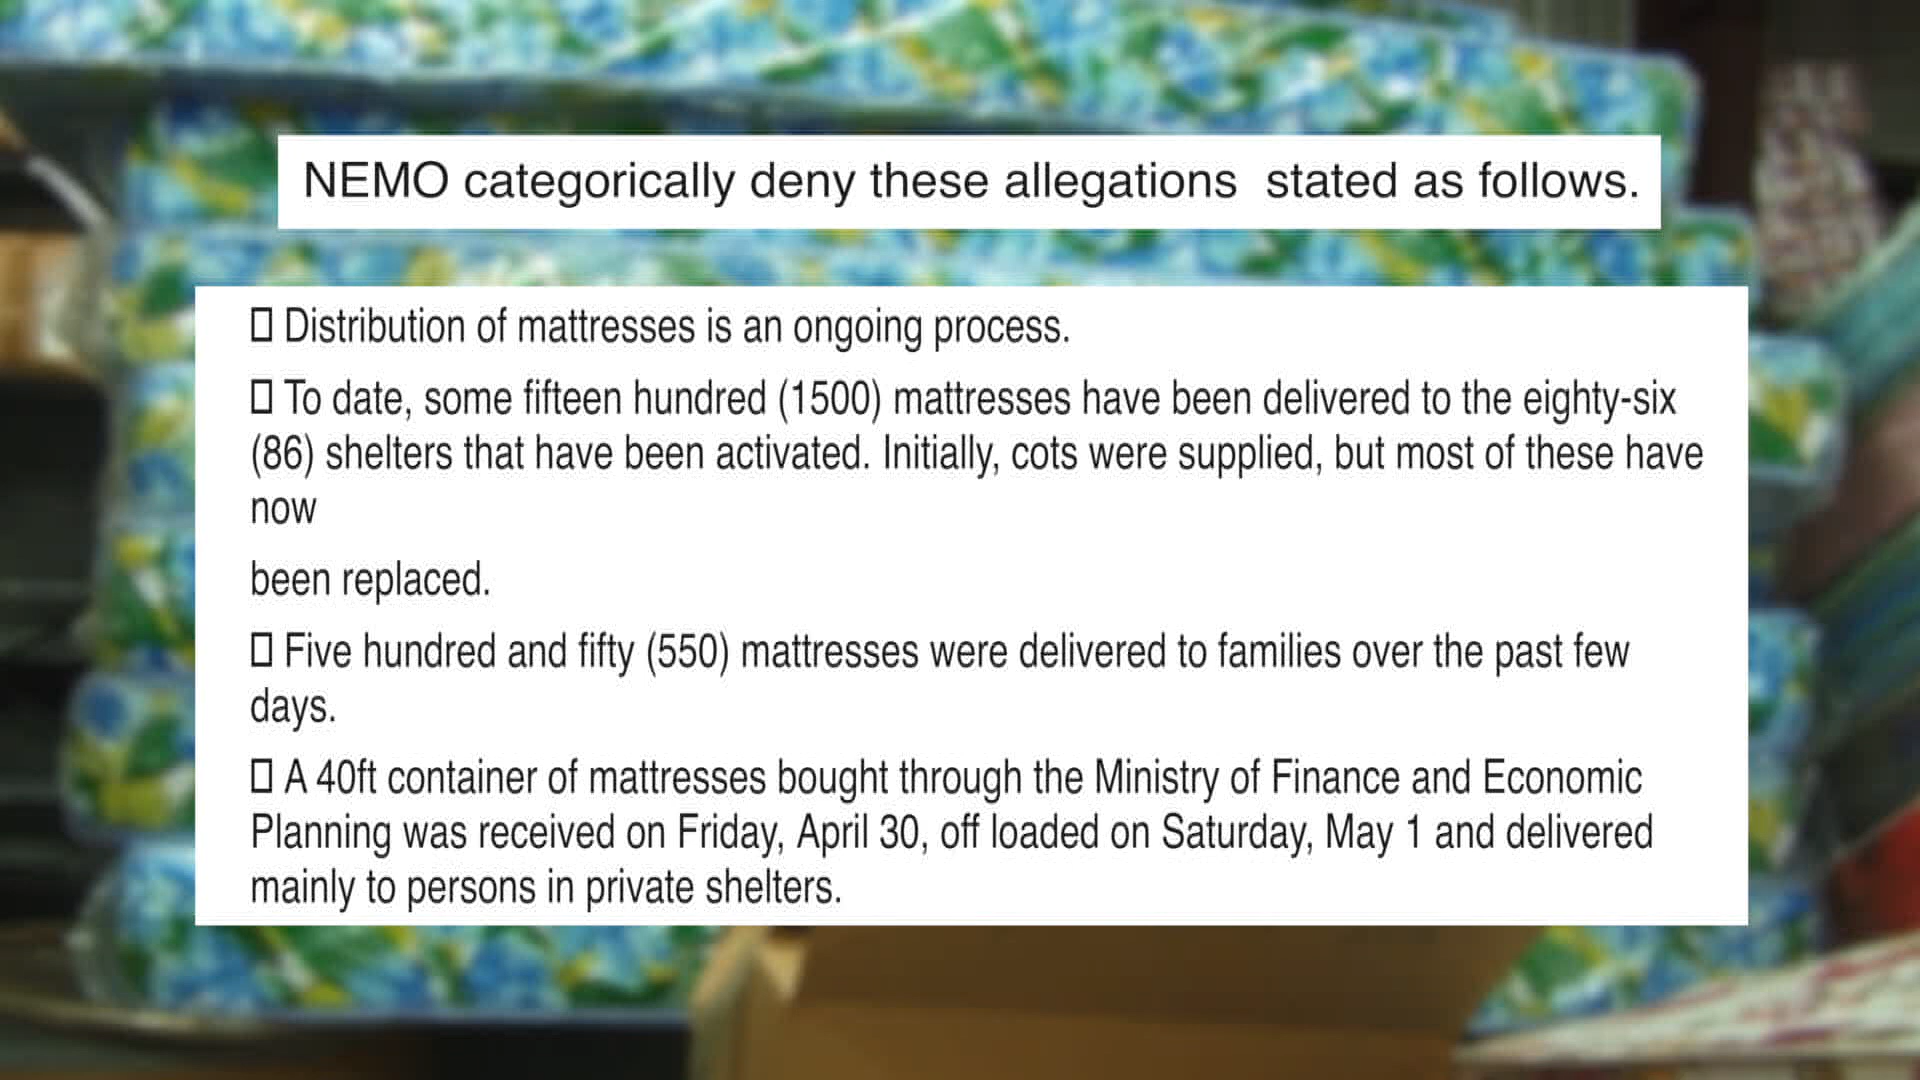 NEMO categorically deny these allegations  stated as follows.
▯ Distribution of mattresses is an ongoing process.
▯ To date, some fifteen hundred (1500) mattresses have been delivered to the eighty-six
(86) shelters that have been activated. Initially, cots were supplied, but most of these have
now
been replaced.
▯ Five hundred and fifty (550) mattresses were delivered to families over the past few
days.
▯ A 40ft container of mattresses bought through the Ministry of Finance and Economic
Planning was received on Friday, April 30, off loaded on Saturday, May 1 and delivered
mainly to persons in private shelters.